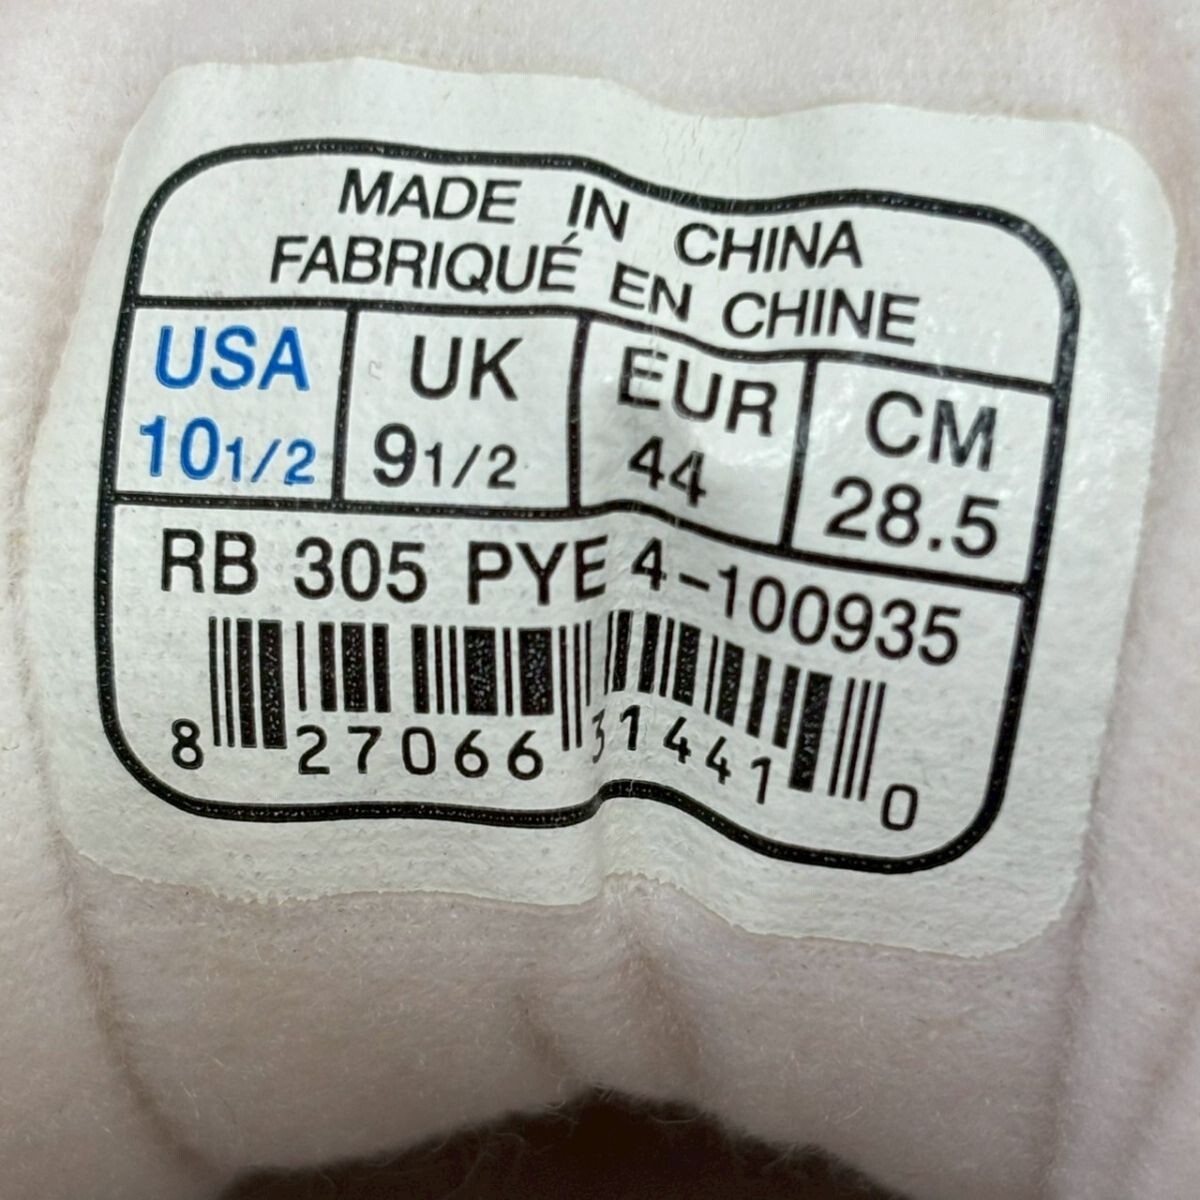 MADE IN CHINA
FABRIQUÉ EN CHINE
USA UK EUR CM
10 1/2 9 1/2 44 28.5
RB 305 PYE 4-100935
8 27066 31441 0